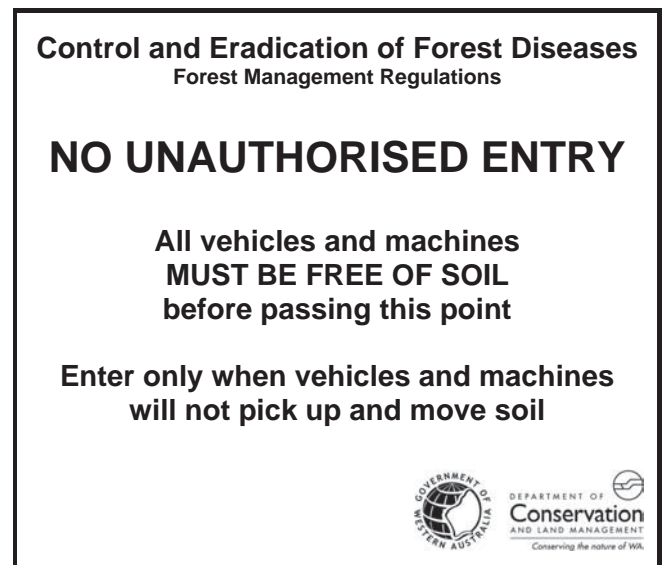 Control and Eradication of Forest Diseases
Forest Management Regulations
NO UNAUTHORISED ENTRY
All vehicles and machines
MUST BE FREE OF SOIL
before passing this point
Enter only when vehicles and machines
will not pick up and move soil
GOVERNMENT OF
WESTERN AUSTRALIA
DEPARTMENT OF
Conservation
AND LAND MANAGEMENT
Conserving the nature of WA.